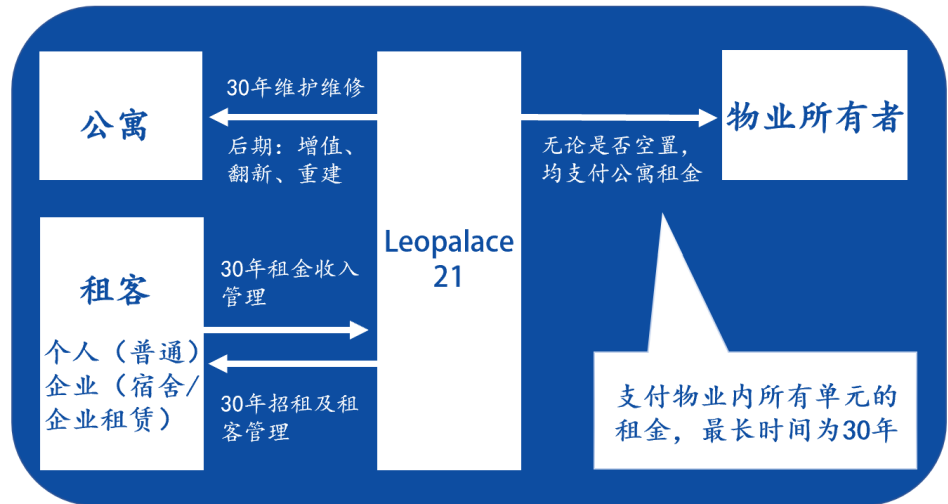 公寓
30年维护维修
后期：增值、
翻新、重建
租客
个人（普通）
企业（宿舍/
企业租赁）
30年租金收入
管理
30年招租及租
客管理
Leopalace
21
物业所有者
无论是否空置，
均支付公寓租金
支付物业内所有单元的
租金，最长时间为30年